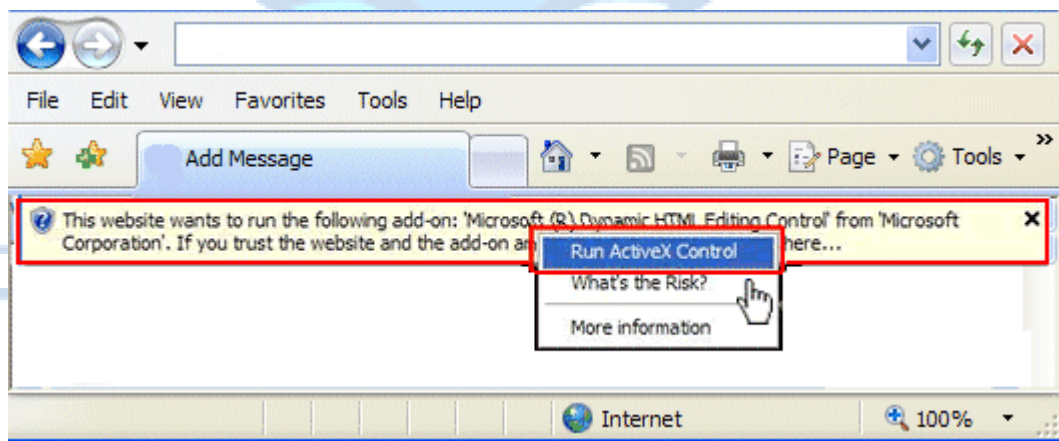 File Edit View Favorites Tools Help
Add Message
Page Tools »
This website wants to run the following add-on: 'Microsoft (R) Dynamic HTML Editing Control' from 'Microsoft
Corporation'. If you trust the website and the add-on an here...
Run ActiveX Control
What's the Risk?
More information
Internet 100%